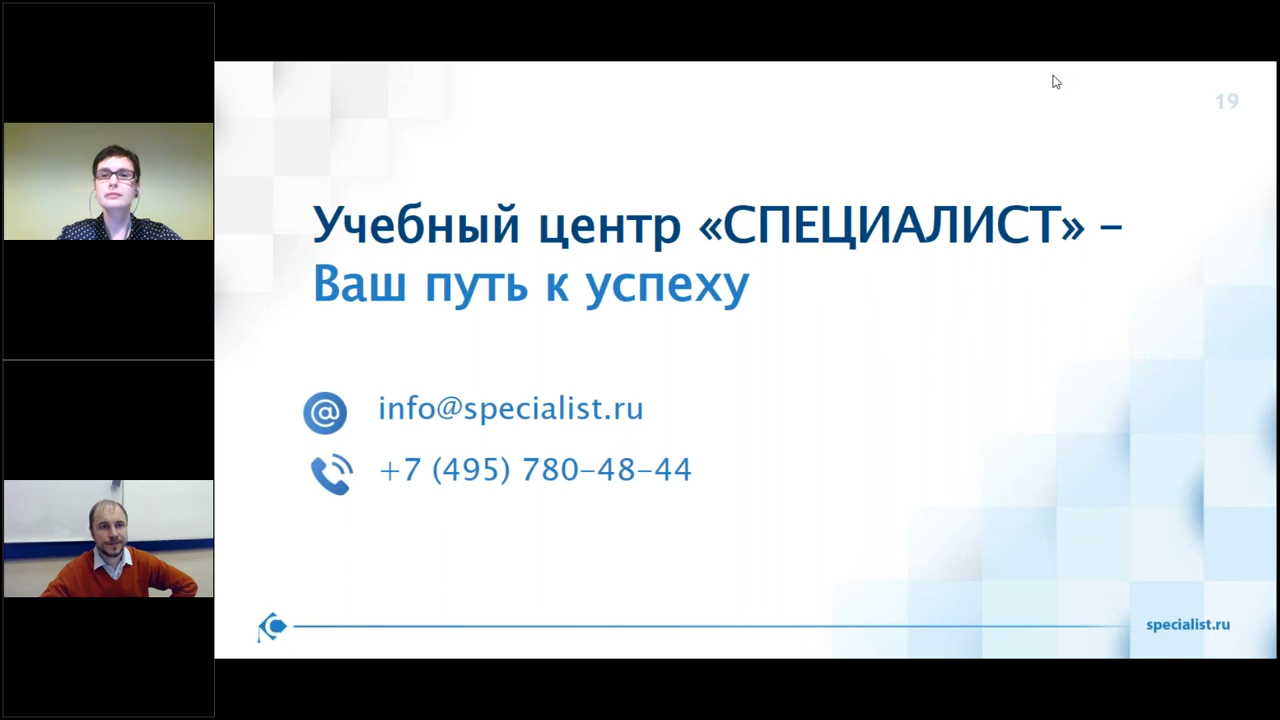 19
Учебный центр «СПЕЦИАЛИСТ» –
Ваш путь к успеху
info@specialist.ru
+7 (495) 780–48–44
specialist.ru